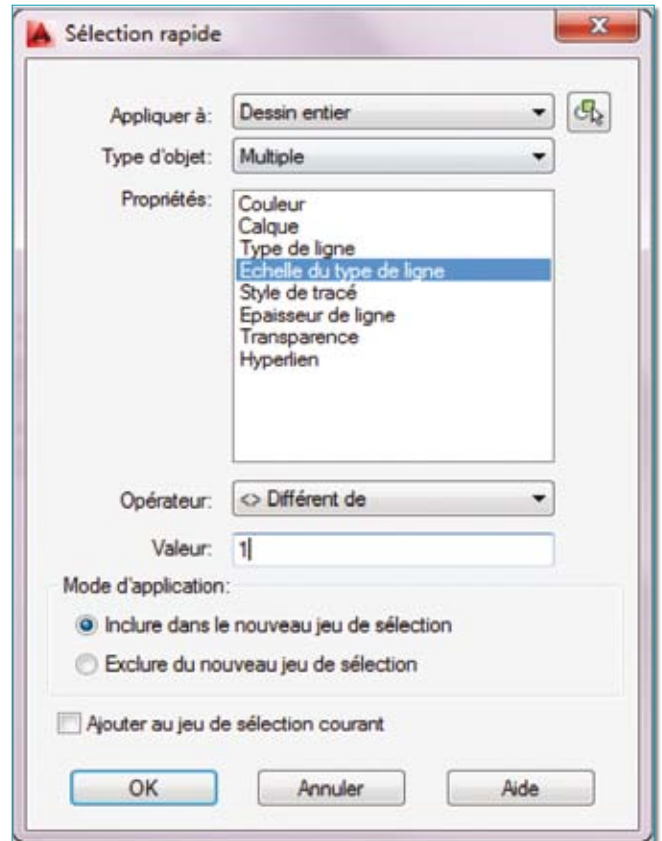 Sélection rapide
Appliquer à: Dessin entier
Type d'objet: Multiple
Propriétés:
Couleur
Calque
Type de ligne
Echelle du type de ligne
Style de tracé
Epaisseur de ligne
Transparence
Hyperlien
Opérateur: <> Différent de
Valeur: 1
Mode d'application:
Inclure dans le nouveau jeu de sélection
Exclure du nouveau jeu de sélection
Ajouter au jeu de sélection courant
OK Annuler Aide